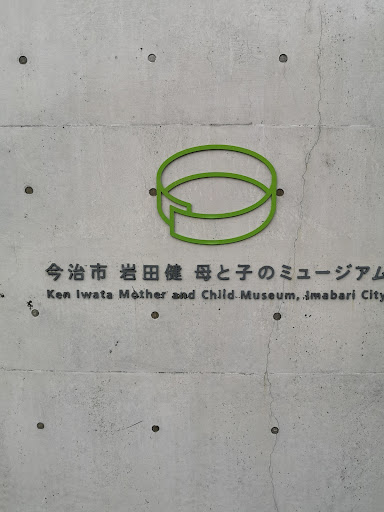 今治市 岩田健 母と子のミュージアム
Ken Iwata Mother and Child Museum, Imabari City